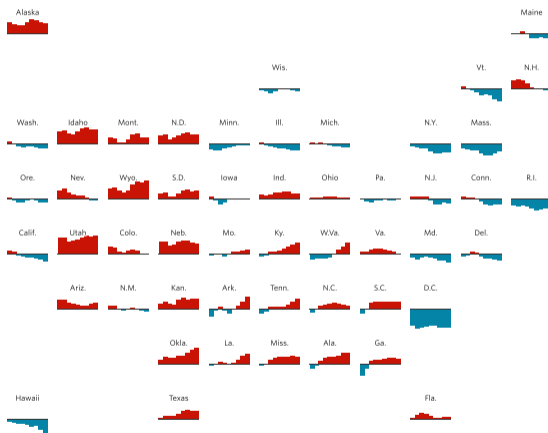 Alaska Maine
Wis. Vt. N.H.
Wash. Idaho Mont. N.D. Minn. Ill. Mich. N.Y. Mass.
Ore. Nev. Wyo. S.D. Iowa Ind. Ohio Pa. N.J. Conn. R.I.
Calif. Utah Colo. Neb. Mo. Ky. W.Va. Va. Md. Del.
Ariz. N.M. Kan. Ark. Tenn. N.C. S.C. D.C.
Okla. La. Miss. Ala. Ga.
Hawaii Texas Fla.